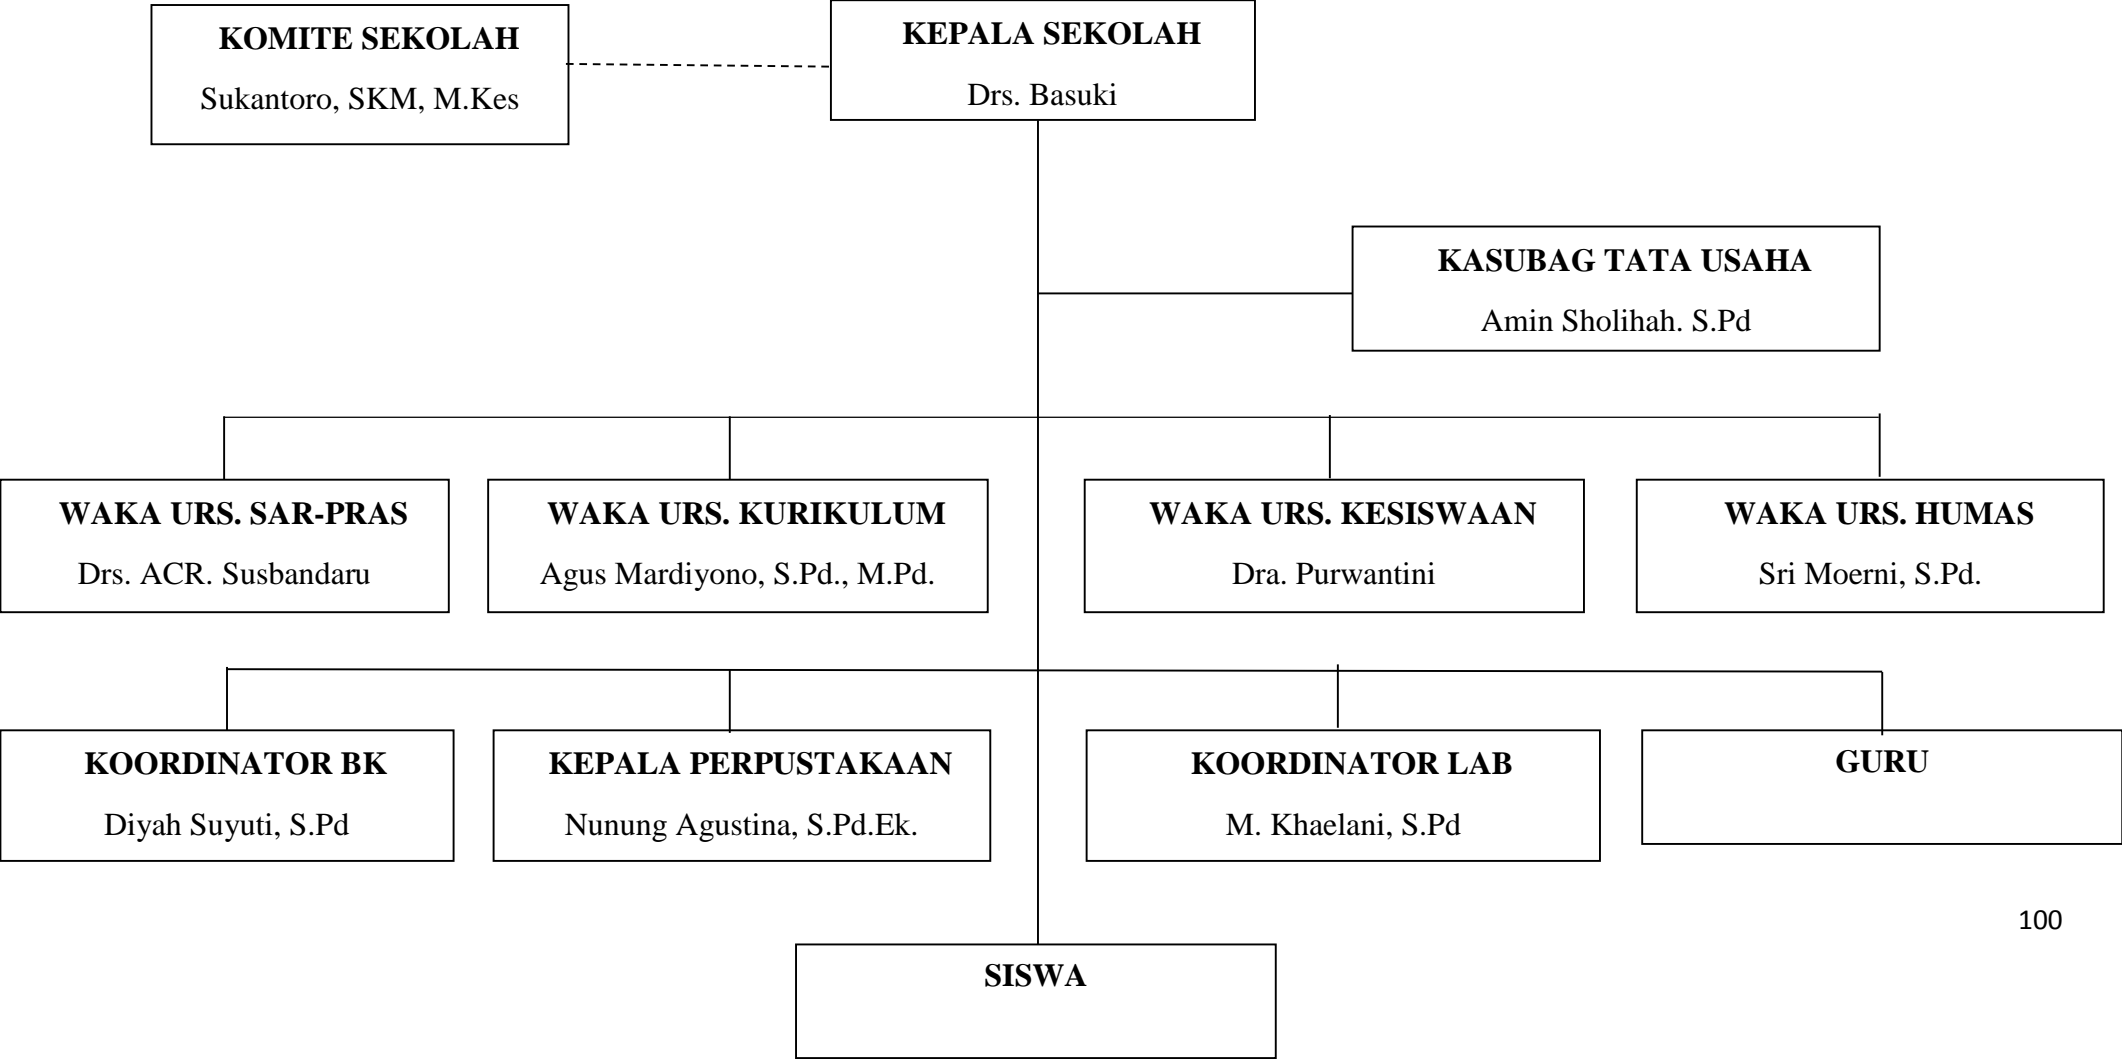 KOMITE SEKOLAH
Sukantoro, SKM, M.Kes
KEPALA SEKOLAH
Drs. Basuki
KASUBAG TATA USAHA
Amin Sholihah. S.Pd
WAKA URS. SAR-PRAS
Drs. ACR. Susbandaru
WAKA URS. KURIKULUM
Agus Mardiyono, S.Pd., M.Pd.
WAKA URS. KESISWAAN
Dra. Purwantini
WAKA URS. HUMAS
Sri Moerni, S.Pd.
KOORDINATOR BK
Diyah Suyuti, S.Pd
KEPALA PERPUSTAKAAN
Nunung Agustina, S.Pd.Ek.
KOORDINATOR LAB
M. Khaelani, S.Pd
GURU
100
SISWA